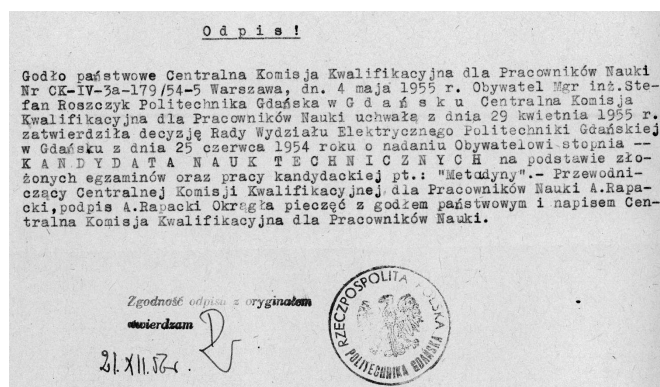 O d p i s !
Godło państwowe Centralna Komisja Kwalifikacyjna dla Pracowników Nauki
Nr CK-IV-3a-179/54-5 Warszawa, dn. 4 maja 1955 r. Obywatel Mgr inż.Ste-
fan Roszczyk Politechnika Gdańska w G d a ń s k u Centralna Komisja
Kwalifikacyjna dla Pracowników Nauki uchwałą z dnia 29 kwietnia 1955 r.
zatwierdziła decyzję Rady Wydziału Elektrycznego Politechniki Gdańskiej
w Gdańsku z dnia 25 czerwca 1954 roku o nadaniu Obywatelowi stopnia --
K A N D Y D A T A N A U K T E C H N I C Z N Y C H na podstawie zło-
żonych egzaminów oraz pracy kandydackiej pt.: "Metadyny".- Przewodni-
czący Centralnej Komisji Kwalifikacyjnej dla Pracowników Nauki A.Rapa-
cki,podpis A.Rapacki Okrągła pieczęć z godłem państwowym i napisem Cen-
tralna Komisja Kwalifikacyjna dla Pracowników Nauki.
Zgodność odpisu z oryginałem
stwierdzam
RZECZPOSPOLITA POLSKA
POLITECHNIKA GDAŃSKA
21.XII.